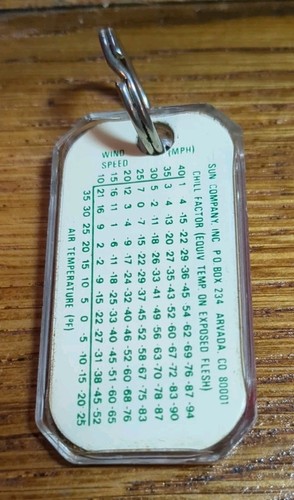 SUN COMPANY INC P.O.BOX 234 ARVADA, CO 80001
CHILL FACTOR (EQUIV TEMP ON EXPOSED FLESH)
WIND (MPH)
SPEED
40 1 -4 -15 -22 -29 -36 -45 -54 -62 -69 -76 -87 -94
35 3 -4 -13 -20 -27 -35 -43 -52 -60 -67 -72 -83 -90
30 5 -2 -11 -18 -26 -33 -41 -49 -56 -63 -70 -78 -87
25 7 0 -7 -15 -22 -29 -37 -45 -52 -58 -67 -75 -83
20 12 3 -4 -9 -17 -24 -32 -40 -46 -52 -60 -68 -76
15 16 11 1 -6 -11 -18 -25 -33 -40 -45 -51 -60 -65
10 21 16 9 2 -2 -9 -15 -22 -27 -31 -38 -45 -52
35 30 25 20 15 10 5 0 -5 -10 -15 -20 -25
AIR TEMPERATURE (°F)